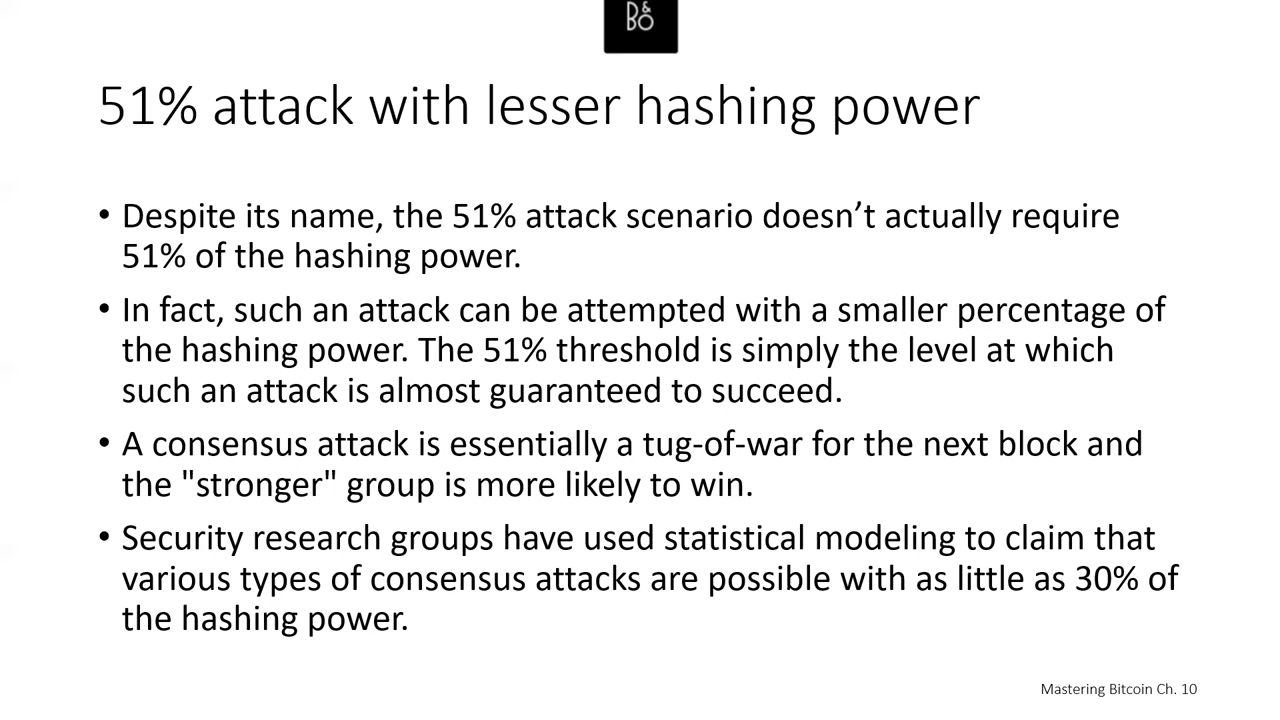 B&O
51% attack with lesser hashing power
• Despite its name, the 51% attack scenario doesn’t actually require
51% of the hashing power.
• In fact, such an attack can be attempted with a smaller percentage of
the hashing power. The 51% threshold is simply the level at which
such an attack is almost guaranteed to succeed.
• A consensus attack is essentially a tug-of-war for the next block and
the "stronger" group is more likely to win.
• Security research groups have used statistical modeling to claim that
various types of consensus attacks are possible with as little as 30% of
the hashing power.
Mastering Bitcoin Ch. 10